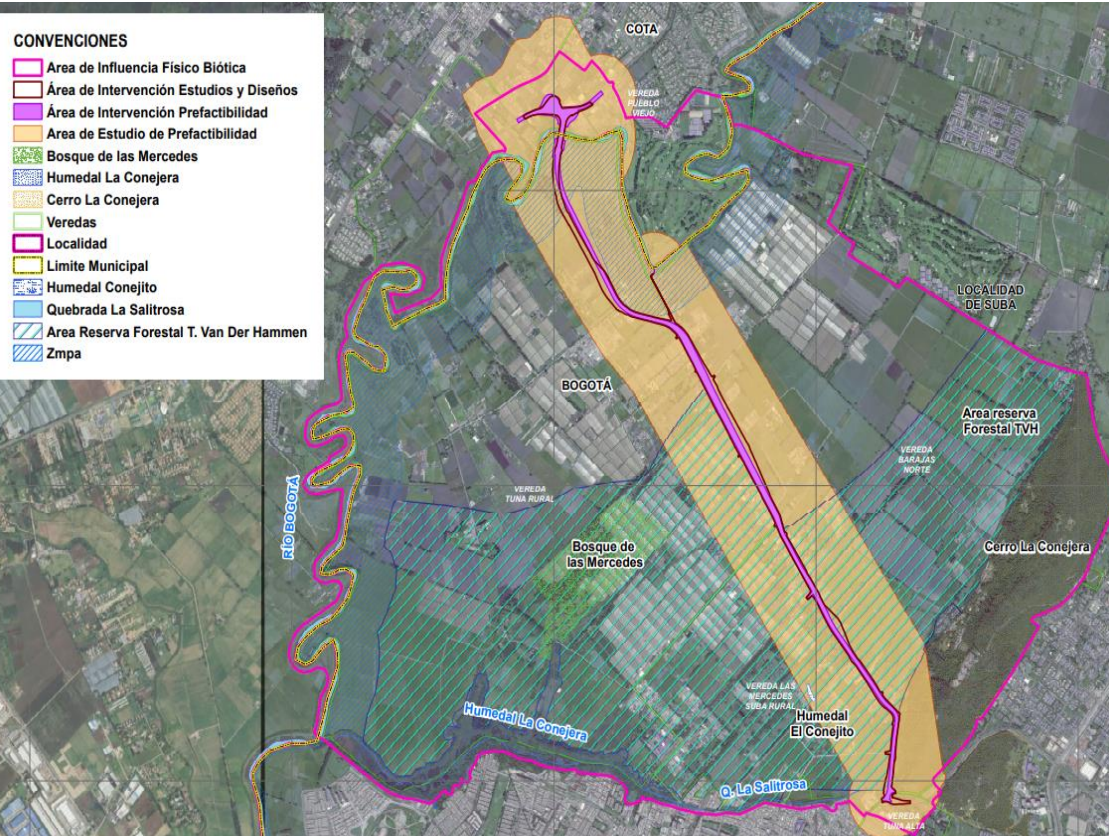 CONVENCIONES
Area de Influencia Físico Biótica
Área de Intervención Estudios y Diseños
Área de Intervención Prefactibilidad
Area de Estudio de Prefactibilidad
Bosque de las Mercedes
Humedal La Conejera
Cerro La Conejera
Veredas
Localidad
Limite Municipal
Humedal Conejito
Quebrada La Salitrosa
Area Reserva Forestal T. Van Der Hammen
Zmpa
COTA
VEREDA
PUEBLO
VIEJO
LOCALIDAD
DE SUBA
BOGOTÁ
Area reserva
Forestal TVH
VEREDA
BARAJAS
NORTE
VEREDA
TUNA RURAL
RÍO BOGOTÁ
Bosque de
las Mercedes
Cerro La Conejera
VEREDA LAS
MERCEDES
SUBA RURAL
Humedal
El Conejito
Humedal La Conejera
Q. La Salitrosa
VEREDA
TUNA ALTA